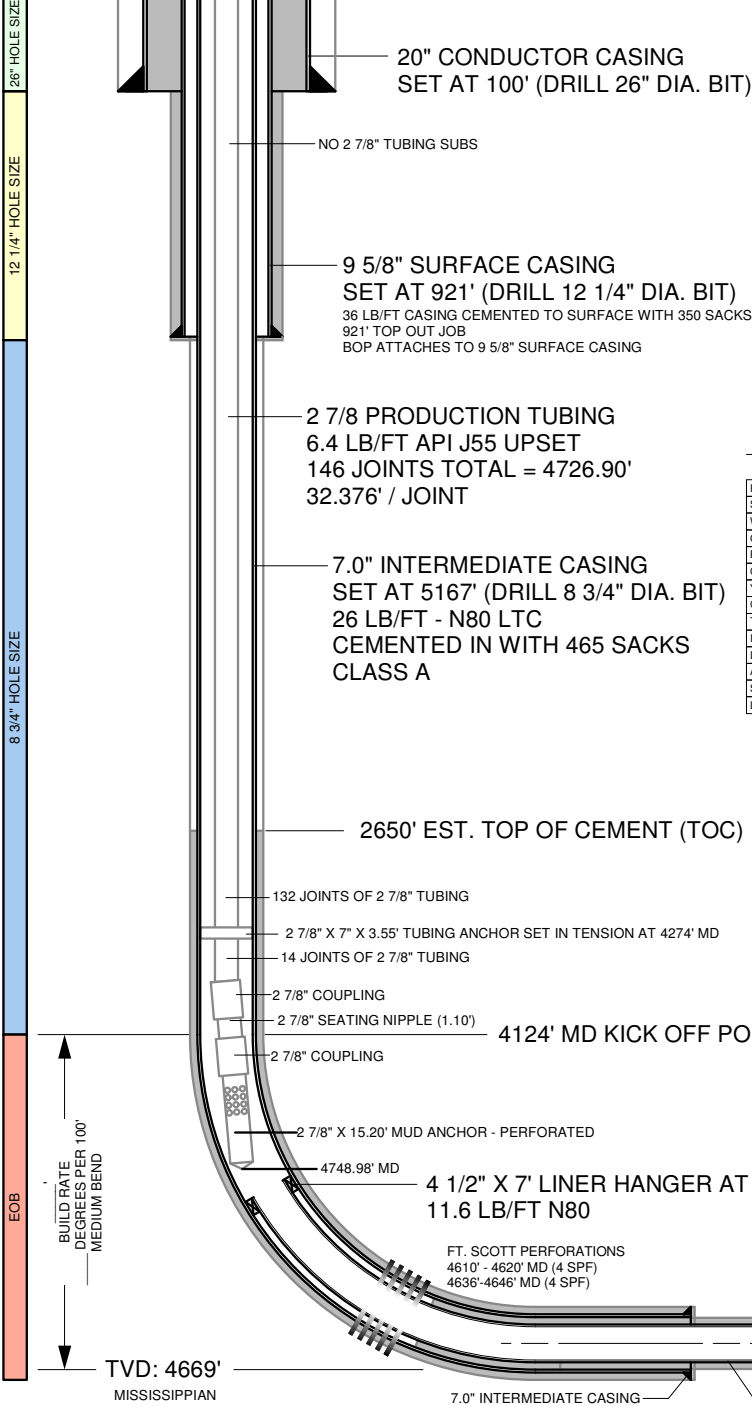 26" HOLE SIZE
20" CONDUCTOR CASING
SET AT 100' (DRILL 26" DIA. BIT)
NO 2 7/8" TUBING SUBS
12 1/4" HOLE SIZE
9 5/8" SURFACE CASING
SET AT 921' (DRILL 12 1/4" DIA. BIT)
36 LB/FT CASING CEMENTED TO SURFACE WITH 350 SACKS
921' TOP OUT JOB
BOP ATTACHES TO 9 5/8" SURFACE CASING
2 7/8 PRODUCTION TUBING
6.4 LB/FT API J55 UPSET
146 JOINTS TOTAL = 4726.90'
32.376' / JOINT
7.0" INTERMEDIATE CASING
SET AT 5167' (DRILL 8 3/4" DIA. BIT)
26 LB/FT - N80 LTC
CEMENTED IN WITH 465 SACKS
CLASS A
8 3/4" HOLE SIZE
2650' EST. TOP OF CEMENT (TOC)
132 JOINTS OF 2 7/8" TUBING
2 7/8" X 7" X 3.55' TUBING ANCHOR SET IN TENSION AT 4274' MD
14 JOINTS OF 2 7/8" TUBING
2 7/8" COUPLING
2 7/8" SEATING NIPPLE (1.10')
4124' MD KICK OFF PO
2 7/8" COUPLING
2 7/8" X 15.20' MUD ANCHOR - PERFORATED
4748.98' MD
4 1/2" X 7' LINER HANGER AT
11.6 LB/FT N80
EOB
'
BUILD RATE
DEGREES PER 100'
MEDIUM BEND
FT. SCOTT PERFORATIONS
4610' - 4620' MD (4 SPF)
4636'-4646' MD (4 SPF)
TVD: 4669'
MISSISSIPPIAN
7.0" INTERMEDIATE CASING